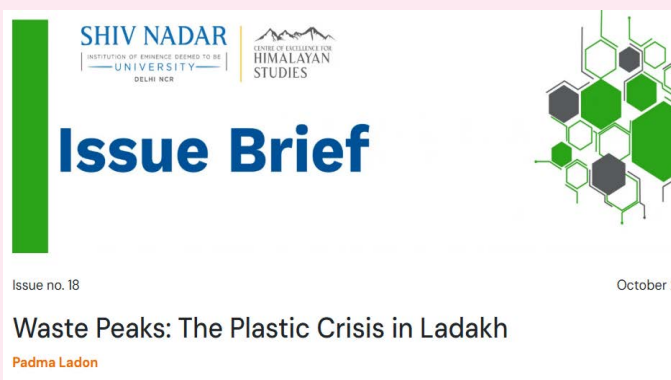 SHIV NADAR
INSTITUTION OF EMINENCE DEEMED TO BE
UNIVERSITY
DELHI NCR
CENTRE OF EXCELLENCE FOR
HIMALAYAN
STUDIES
Issue Brief
Issue no. 18
October
Waste Peaks: The Plastic Crisis in Ladakh
Padma Ladon